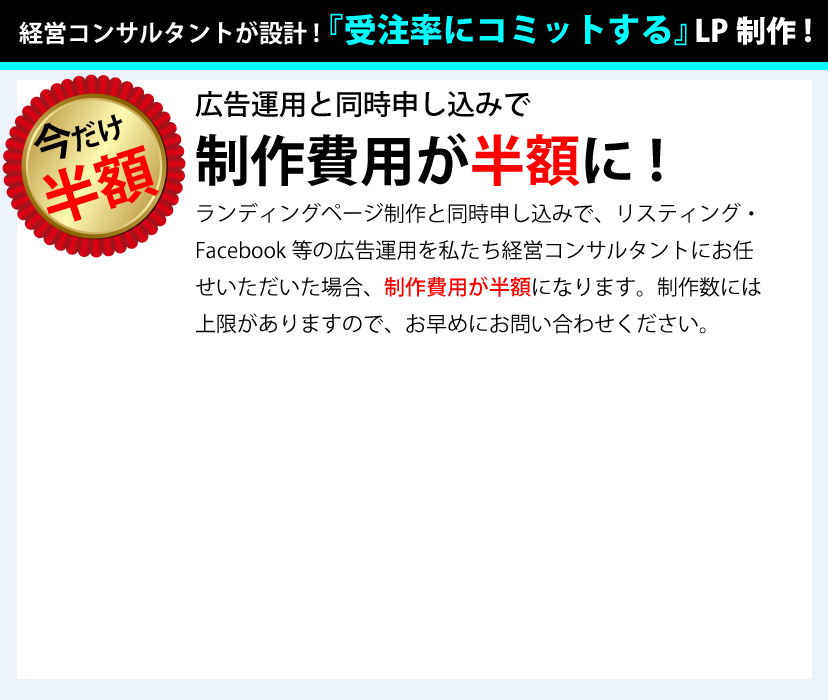 経営コンサルタントが設計！『受注率にコミットする』LP 制作！
今だけ
半額
広告運用と同時申し込みで
制作費用が半額に！
ランディングページ制作と同時申し込みで、リスティング・
Facebook 等の広告運用を私たち経営コンサルタントにお任
せいただいた場合、制作費用が半額になります。制作数には
上限がありますので、お早めにお問い合わせください。